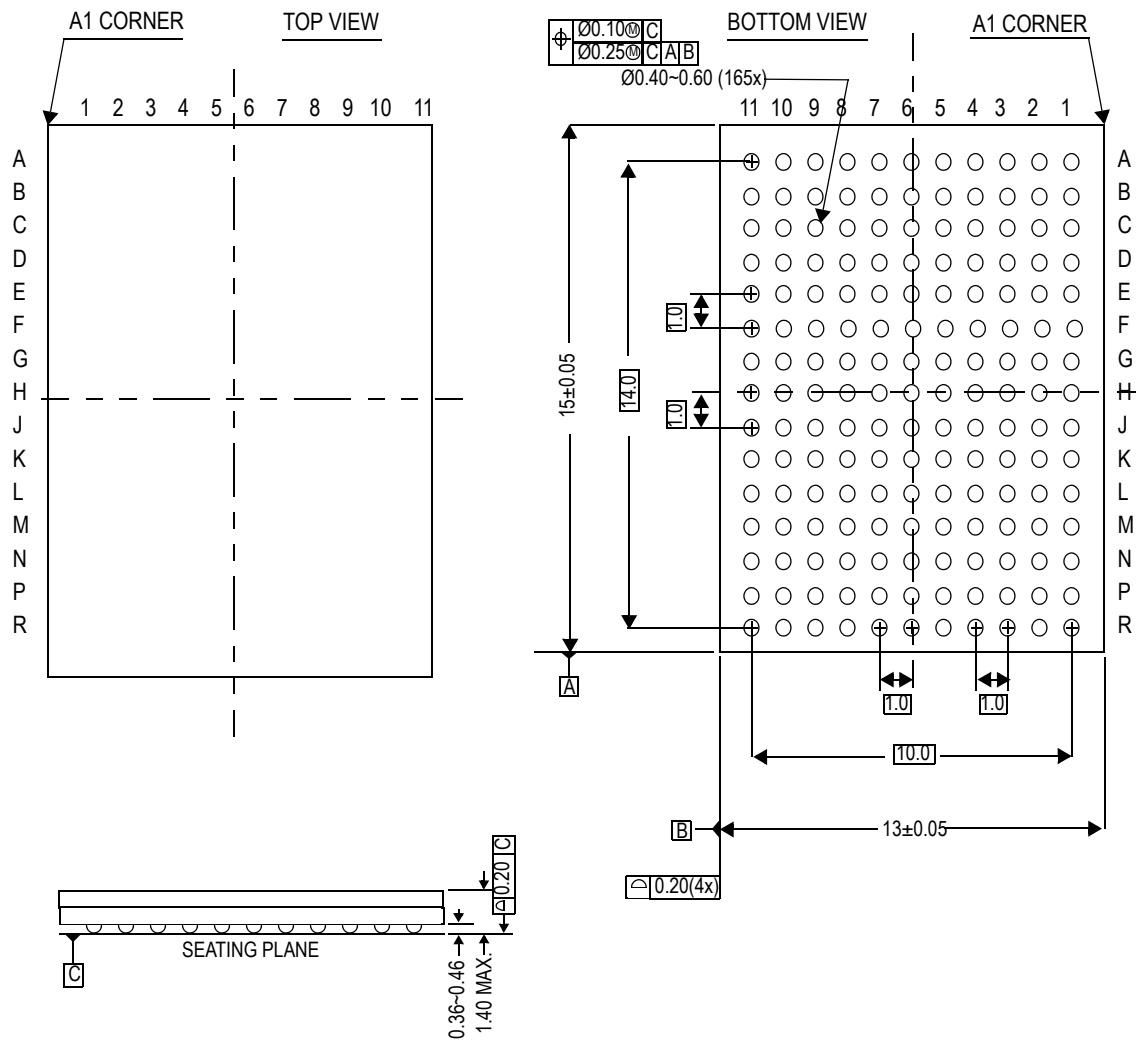 A1 CORNER
TOP VIEW
1 2 3 4 5 6 7 8 9 10 11
A
B
C
D
E
F
G
H
J
K
L
M
N
P
R
Ø0.10Ⓜ C
Ø0.25Ⓜ C A B
Ø0.40~0.60 (165x)
BOTTOM VIEW
A1 CORNER
11 10 9 8 7 6 5 4 3 2 1
A
B
C
D
E
F
G
H
J
K
L
M
N
P
R
1.0
1.0
14.0
15±0.05
A
1.0
1.0
10.0
B
13±0.05
0.20(4x)
0.20 C
SEATING PLANE
C
0.36~0.46
1.40 MAX.